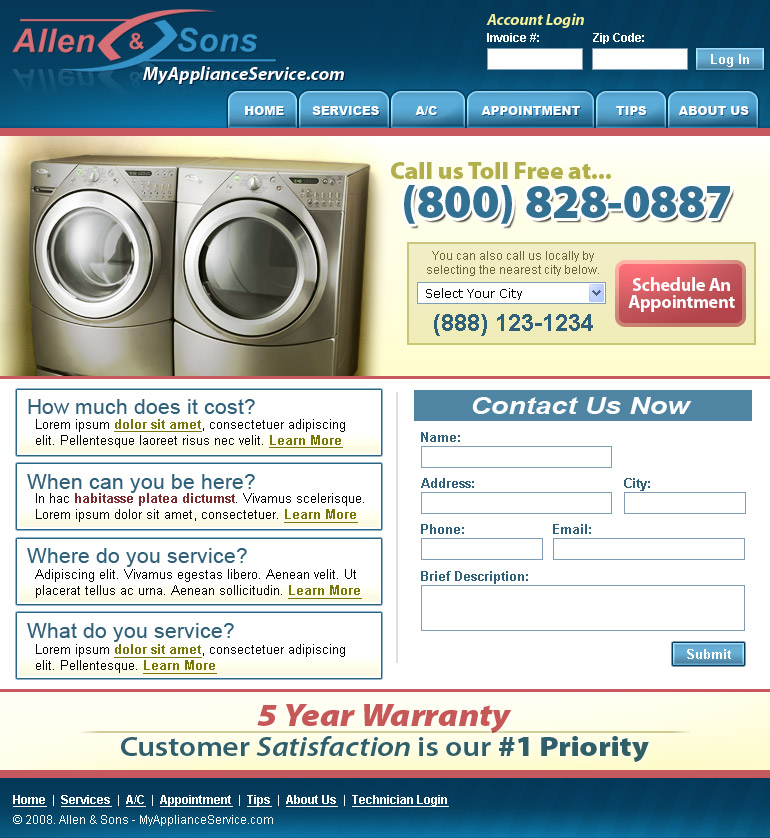 Allen & Sons
MyApplianceService.com
Account Login
Invoice #: Zip Code:
Log In
HOME SERVICES A/C APPOINTMENT TIPS ABOUT US
Call us Toll Free at...
(800) 828-0887
You can also call us locally by
selecting the nearest city below.
Select Your City
(888) 123-1234
Schedule An
Appointment
How much does it cost?
Lorem ipsum dolor sit amet, consectetuer adipiscing
elit. Pellentesque laoreet risus nec velit. Learn More
When can you be here?
In hac habitasse platea dictumst. Vivamus scelerisque.
Lorem ipsum dolor sit amet, consectetuer. Learn More
Where do you service?
Adipiscing elit. Vivamus egestas libero. Aenean velit. Ut
placerat tellus ac urna. Aenean sollicitudin. Learn More
What do you service?
Lorem ipsum dolor sit amet, consectetuer adipiscing
elit. Pellentesque. Learn More
Contact Us Now
Name:
Address: City:
Phone: Email:
Brief Description:
Submit
5 Year Warranty
Customer Satisfaction is our #1 Priority
Home | Services | A/C | Appointment | Tips | About Us | Technician Login
© 2008. Allen & Sons - MyApplianceService.com